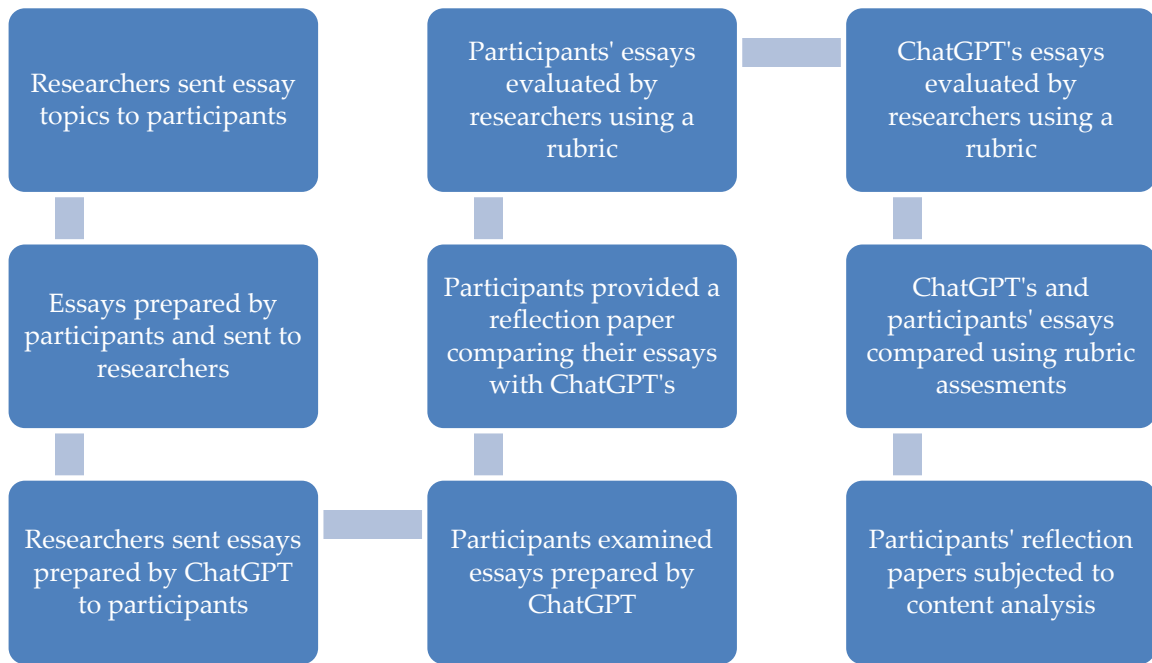 Researchers sent essay
topics to participants
Essays prepared by
participants and sent to
researchers
Researchers sent essays
prepared by ChatGPT
to participants
Participants examined
essays prepared by
ChatGPT
Participants provided a
reflection paper
comparing their essays
with ChatGPT's
Participants' essays
evaluated by
researchers using a
rubric
ChatGPT's essays
evaluated by
researchers using a
rubric
ChatGPT's and
participants' essays
compared using rubric
assesments
Participants' reflection
papers subjected to
content analysis